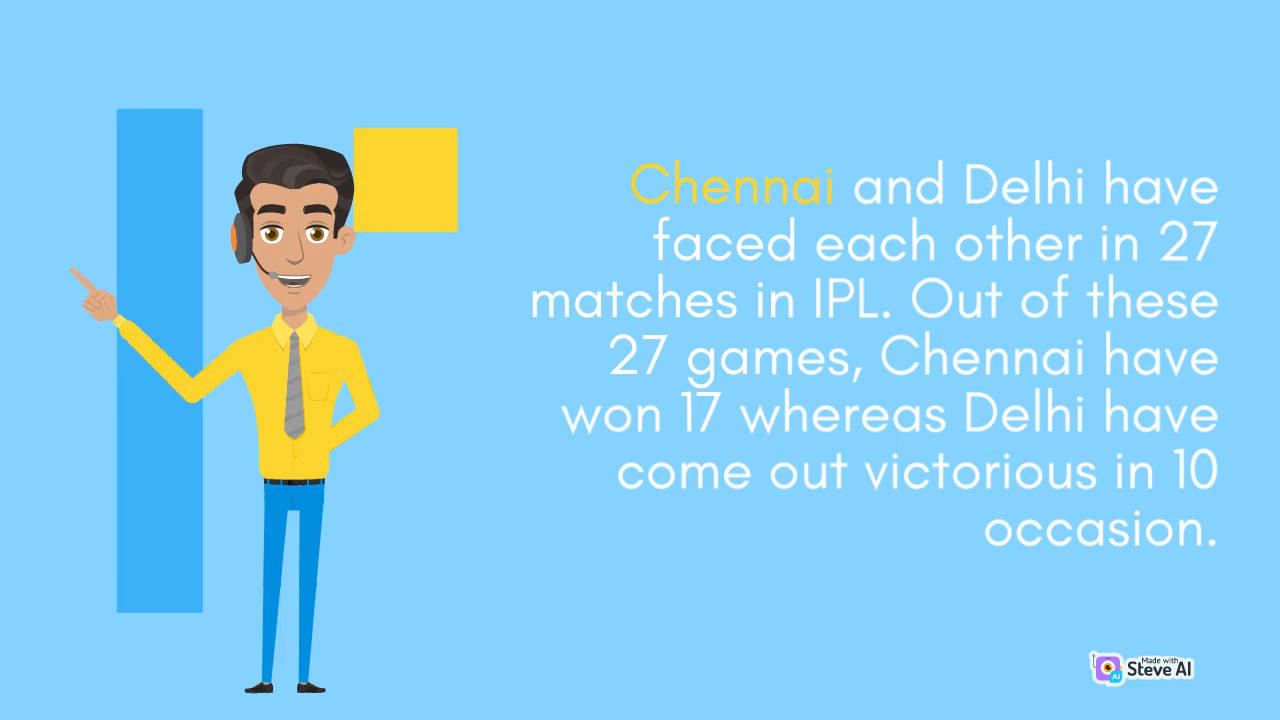 Chennai and Delhi have
faced each other in 27
matches in IPL. Out of these
27 games, Chennai have
won 17 whereas Delhi have
come out victorious in 10
occasion.
Made with
Steve AI
AI